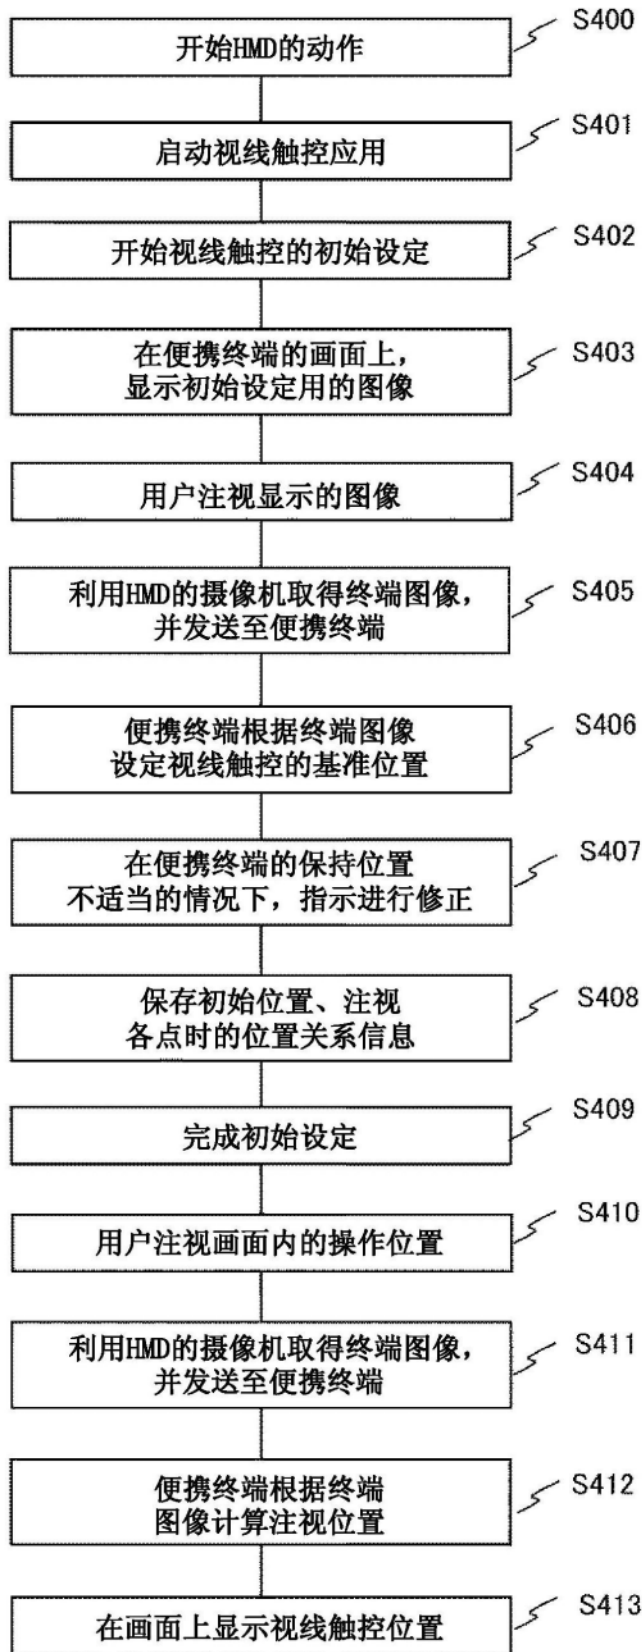 S400
开始HMD的动作
S401
启动视线触控应用
S402
开始视线触控的初始设定
S403
在便携终端的画面上，
显示初始设定用的图像
S404
用户注视显示的图像
S405
利用HMD的摄像机取得终端图像，
并发送至便携终端
S406
便携终端根据终端图像
设定视线触控的基准位置
S407
在便携终端的保持位置
不适当的情况下，指示进行修正
S408
保存初始位置、注视
各点时的位置关系信息
S409
完成初始设定
S410
用户注视画面内的操作位置
S411
利用HMD的摄像机取得终端图像，
并发送至便携终端
S412
便携终端根据终端
图像计算注视位置
S413
在画面上显示视线触控位置